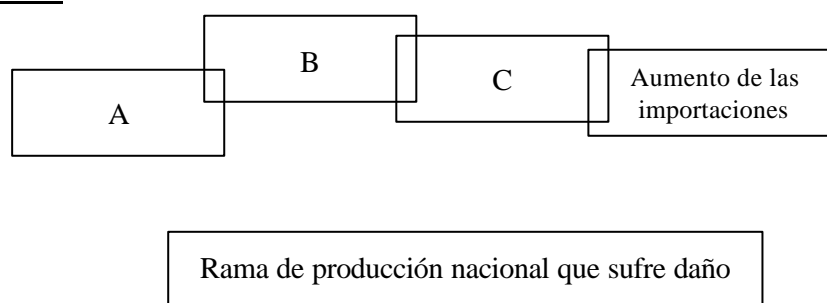 A
B
C
Aumento de las
importaciones
Rama de producción nacional que sufre daño